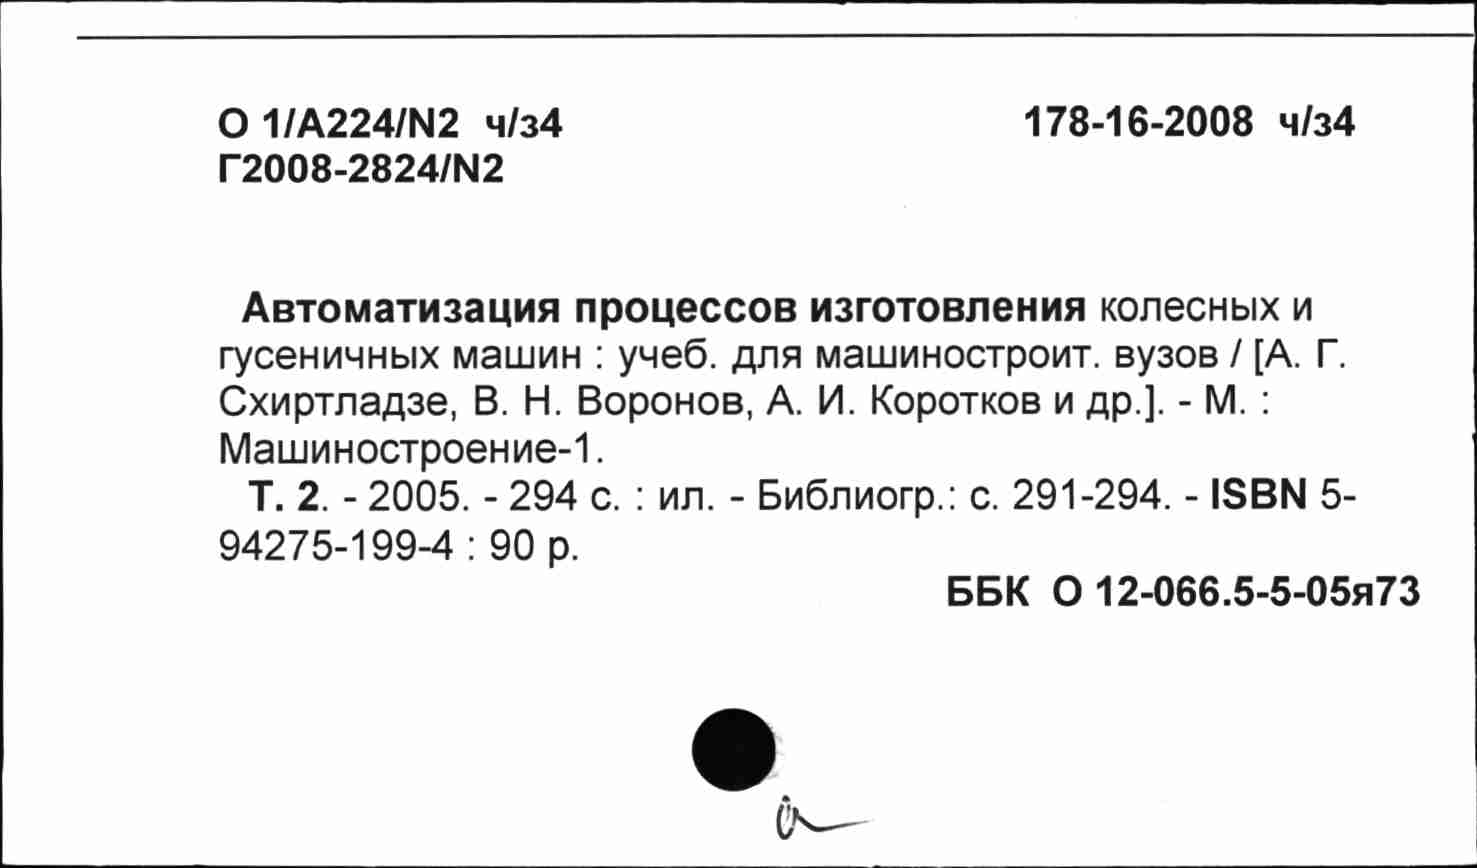 О 1/А224/N2 ч/з4 178-16-2008 ч/з4
Г2008-2824/N2
Автоматизация процессов изготовления колесных и
гусеничных машин : учеб. для машиностроит. вузов / [А. Г.
Схиртладзе, В. Н. Воронов, А. И. Коротков и др.]. - М. :
Машиностроение-1.
Т. 2. - 2005. - 294 с. : ил. - Библиогр.: с. 291-294. - ISBN 5-
94275-199-4 : 90 р.
ББК О 12-066.5-5-05я73